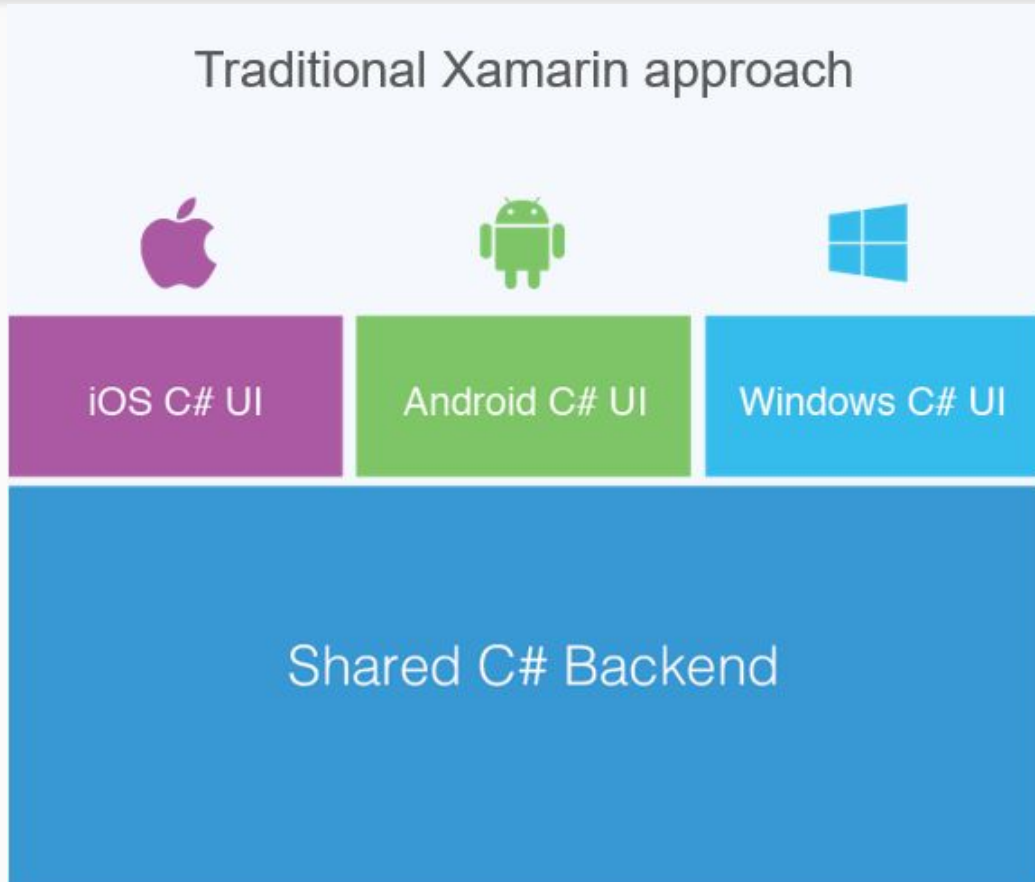 Traditional Xamarin approach
iOS C# UI
Android C# UI
Windows C# UI
Shared C# Backend